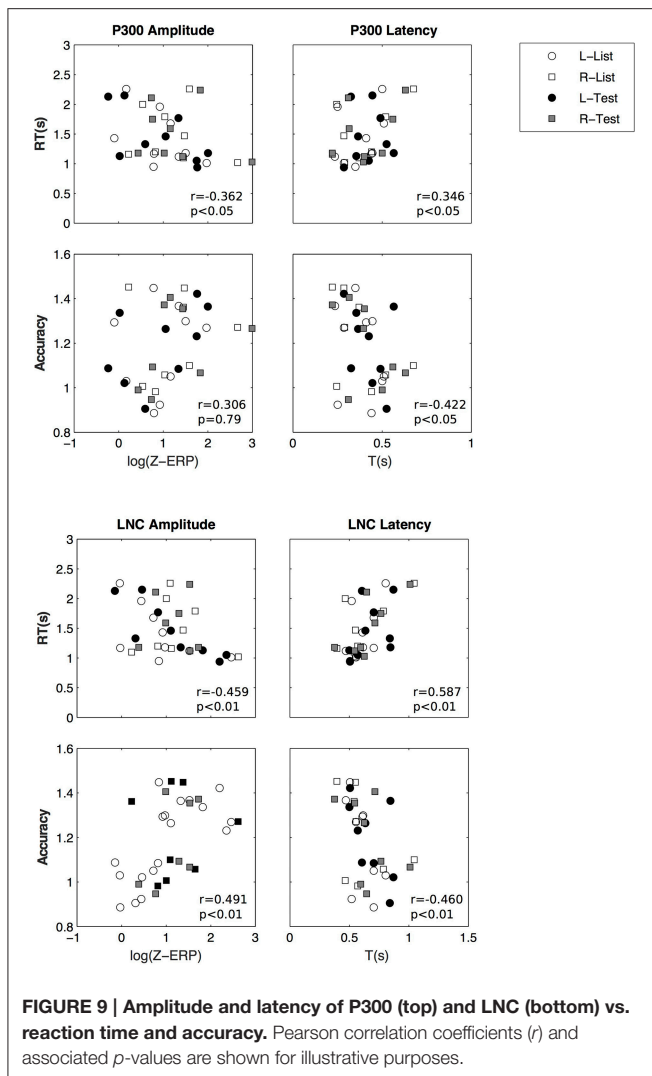 P300 Amplitude
P300 Latency
L-List
R-List
L-Test
R-Test
3
2.5
2
1.5
1
0.5
0
RT(s)
r=-0.362
p<0.05
r=0.346
p<0.05
1.6
1.4
1.2
1
0.8
Accuracy
r=0.306
p=0.79
r=-0.422
p<0.05
-1 0 1 2 3
0 0.5 1
log(Z-ERP)
T(s)
LNC Amplitude
LNC Latency
3
2.5
2
1.5
1
0.5
0
RT(s)
r=-0.459
p<0.01
r=0.587
p<0.01
1.6
1.4
1.2
1
0.8
Accuracy
r=0.491
p<0.01
r=-0.460
p<0.01
-1 0 1 2 3
0 0.5 1 1.5
log(Z-ERP)
T(s)
FIGURE 9 | Amplitude and latency of P300 (top) and LNC (bottom) vs.
reaction time and accuracy. Pearson correlation coefficients (r) and
associated p-values are shown for illustrative purposes.